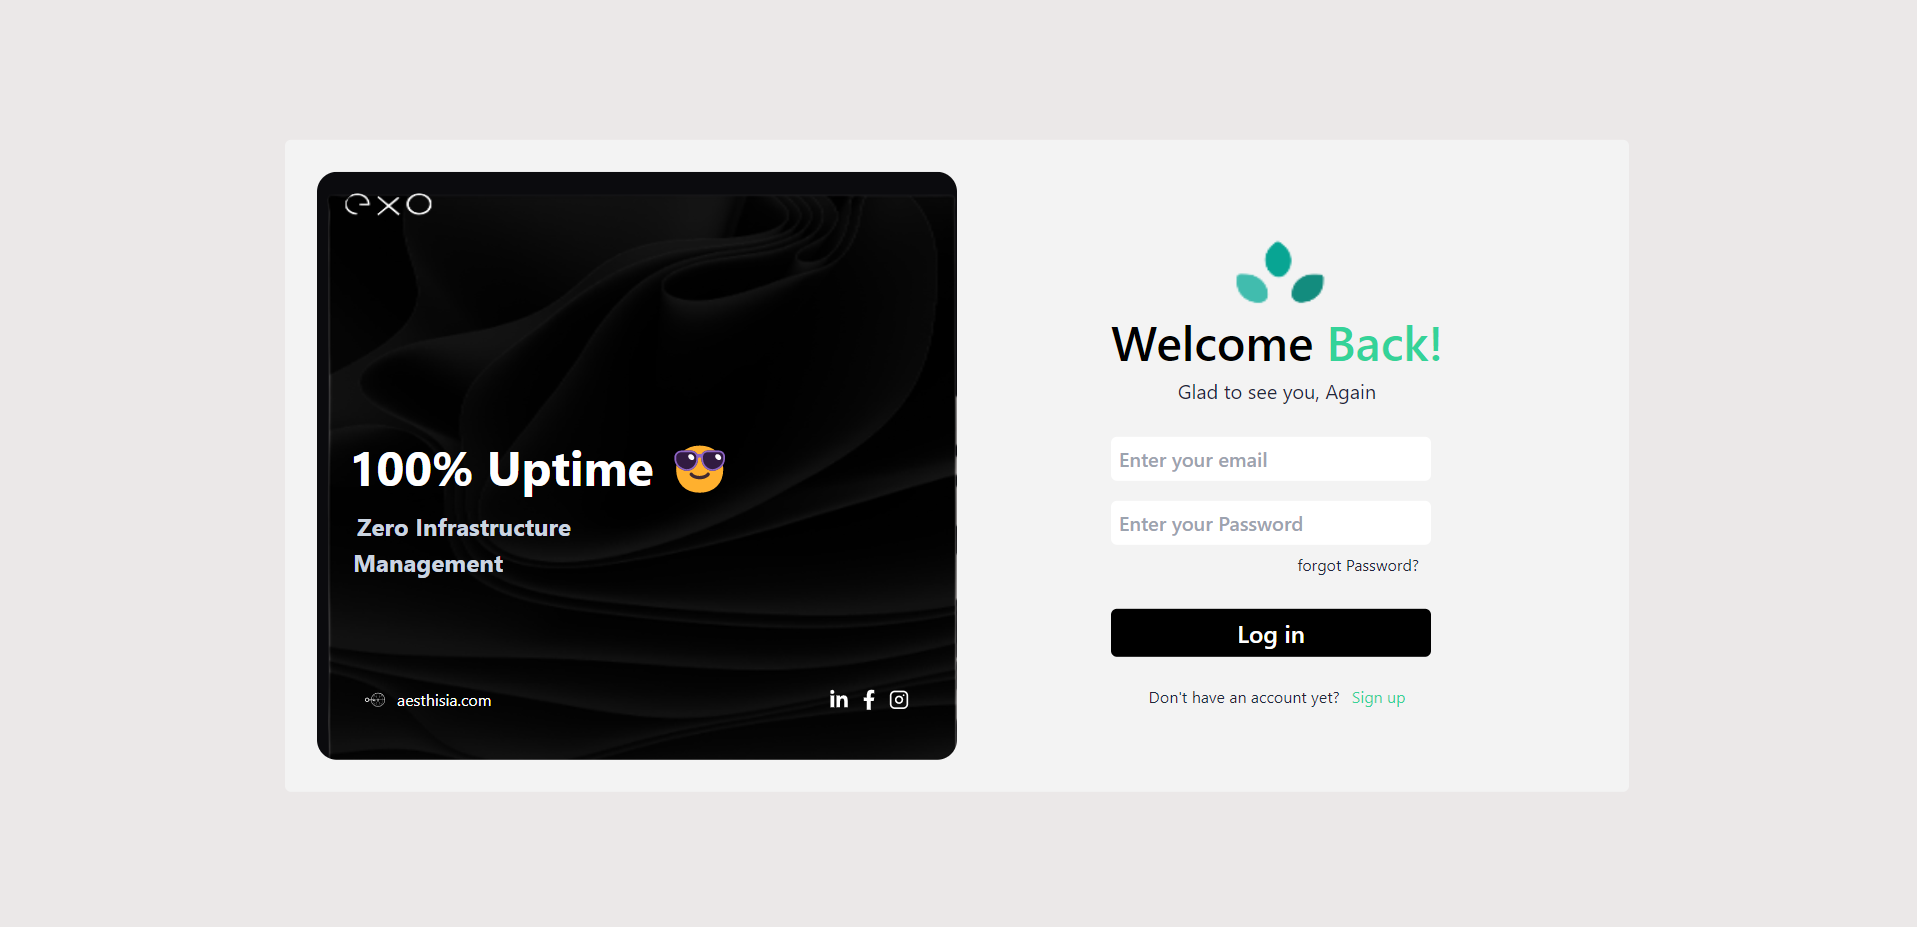 exo
100% Uptime 😎
Zero Infrastructure
Management
aesthisia.com
in f
Welcome Back!
Glad to see you, Again
Enter your email
Enter your Password
forgot Password?
Log in
Don't have an account yet? Sign up